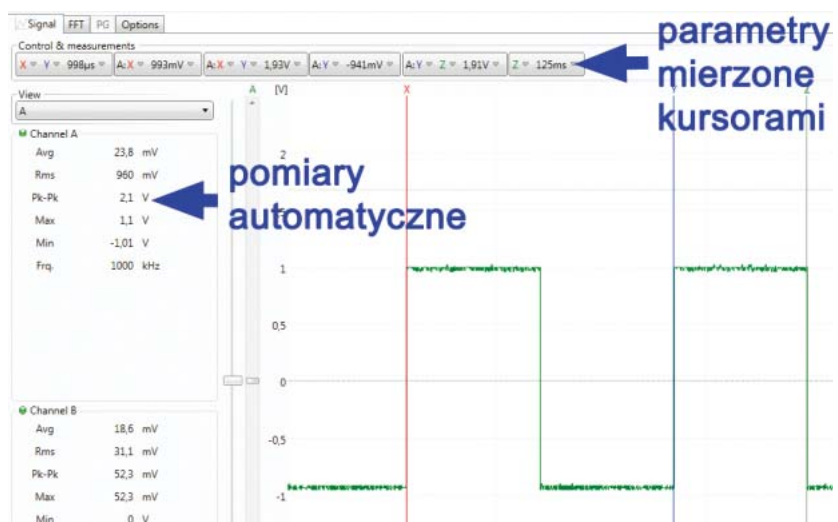 Signal FFT PG Options
parametry
mierzone
kursorami
Control & measurements
X Y 998µs A:X 993mV A:X Y 1,93V A:Y -941mV A:Y Z 1,91V Z 125ms
View
A
A [V] X Y Z
Channel A
Avg 23,8 mV
Rms 960 mV
Pk-Pk 2,1 V
Max 1,1 V
Min -1,01 V
Frq. 1000 kHz
pomiary
automatyczne
2
1
0,5
0
-0,5
-1
Channel B
Avg 18,6 mV
Rms 31,1 mV
Pk-Pk 52,3 mV
Max 52,3 mV
Min 0 V